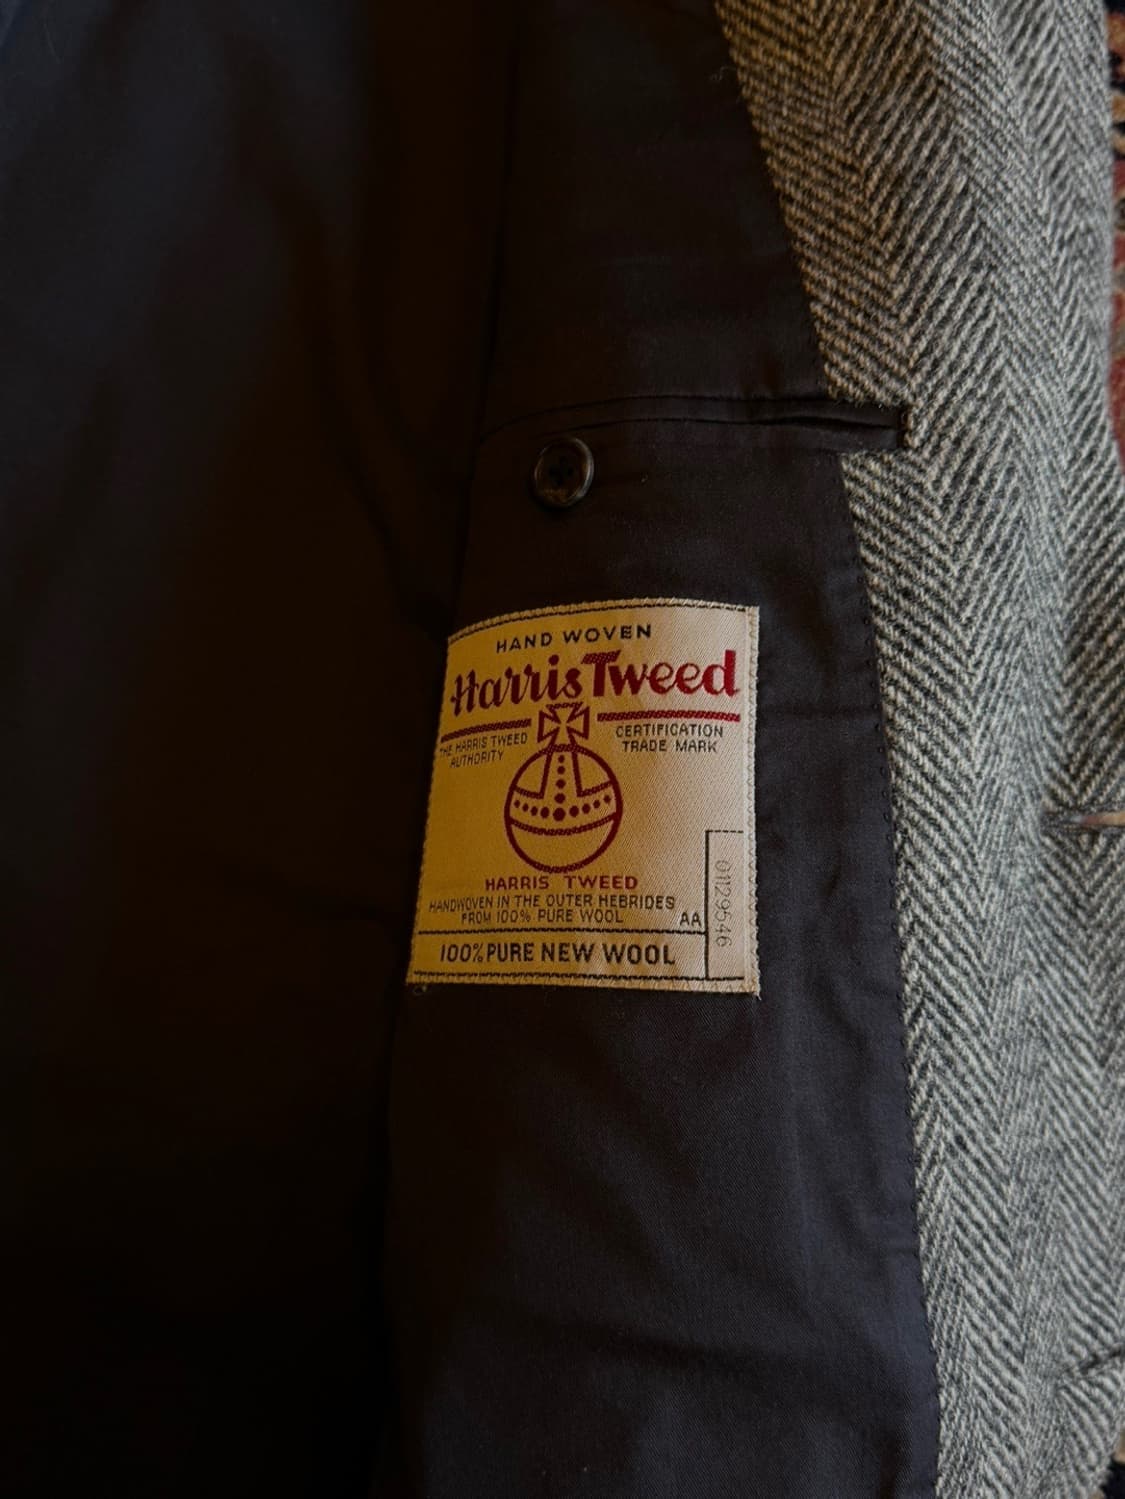 HAND WOVEN
Harris Tweed
THE HARRIS TWEED
AUTHORITY
CERTIFICATION
TRADE MARK
HARRIS TWEED
HANDWOVEN IN THE OUTER HEBRIDES
FROM 100% PURE WOOL
AA
01129546
100% PURE NEW WOOL